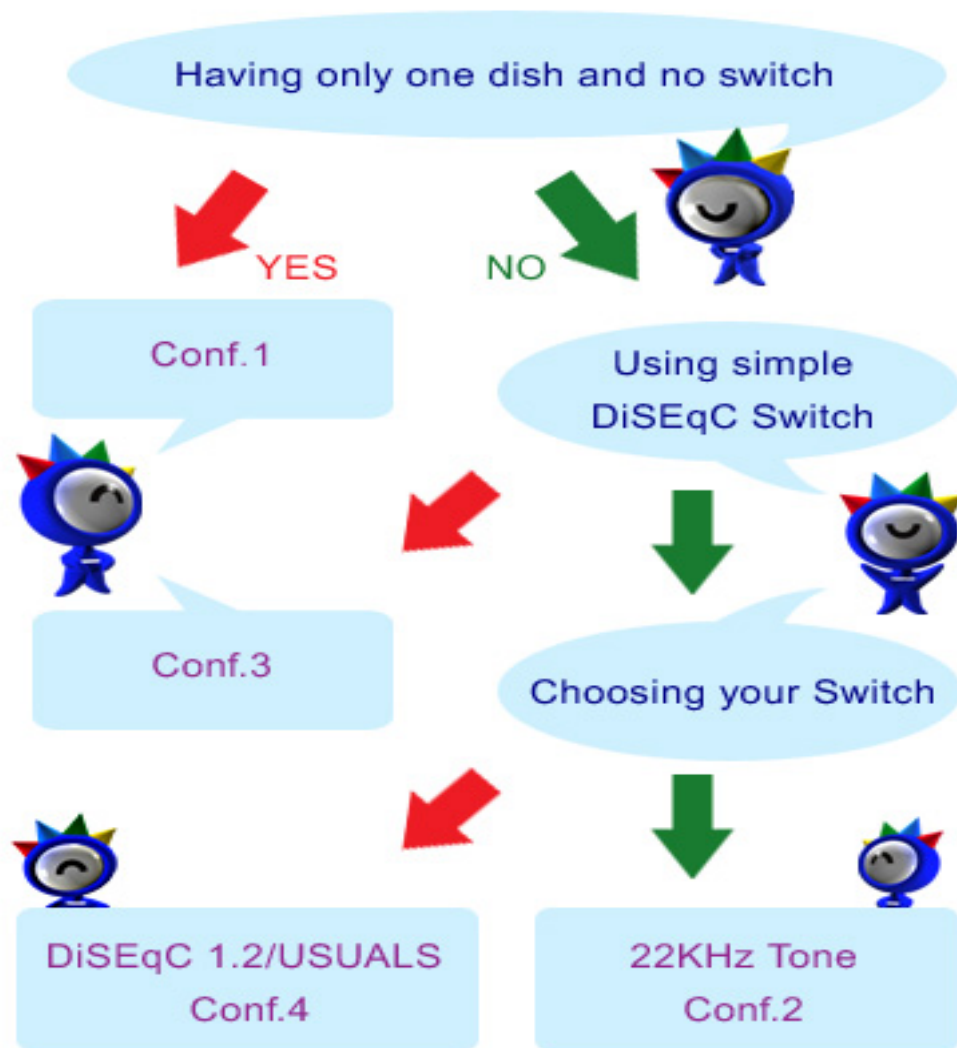 Having only one dish and no switch
YES
NO
Conf.1
Using simple
DiSEqC Switch
Conf.3
Choosing your Switch
DiSEqC 1.2/USUALS
Conf.4
22KHz Tone
Conf.2